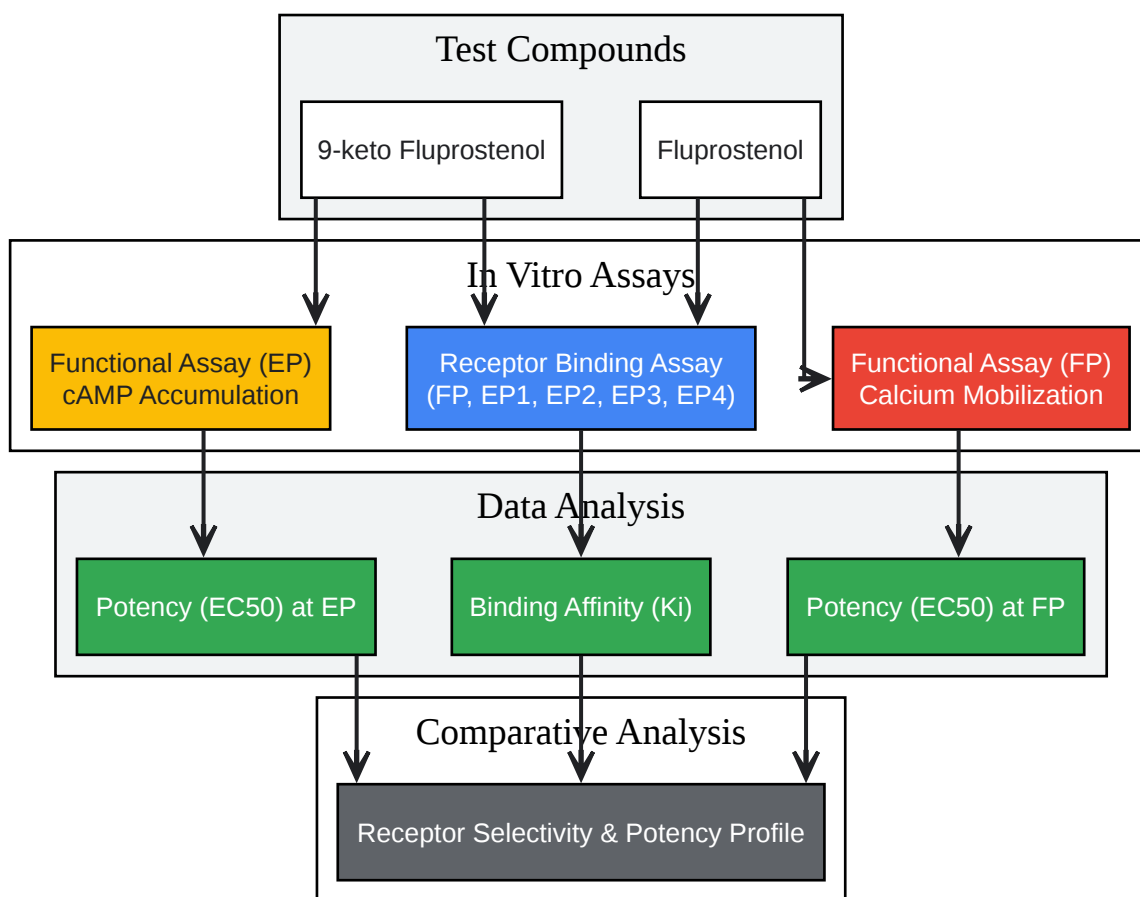 Test Compounds
9-keto Fluprostenol
Fluprostenol
In Vitro Assays
Functional Assay (EP)
cAMP Accumulation
Receptor Binding Assay
(FP, EP1, EP2, EP3, EP4)
Functional Assay (FP)
Calcium Mobilization
Data Analysis
Potency (EC50) at EP
Binding Affinity (Ki)
Potency (EC50) at FP
Comparative Analysis
Receptor Selectivity & Potency Profile